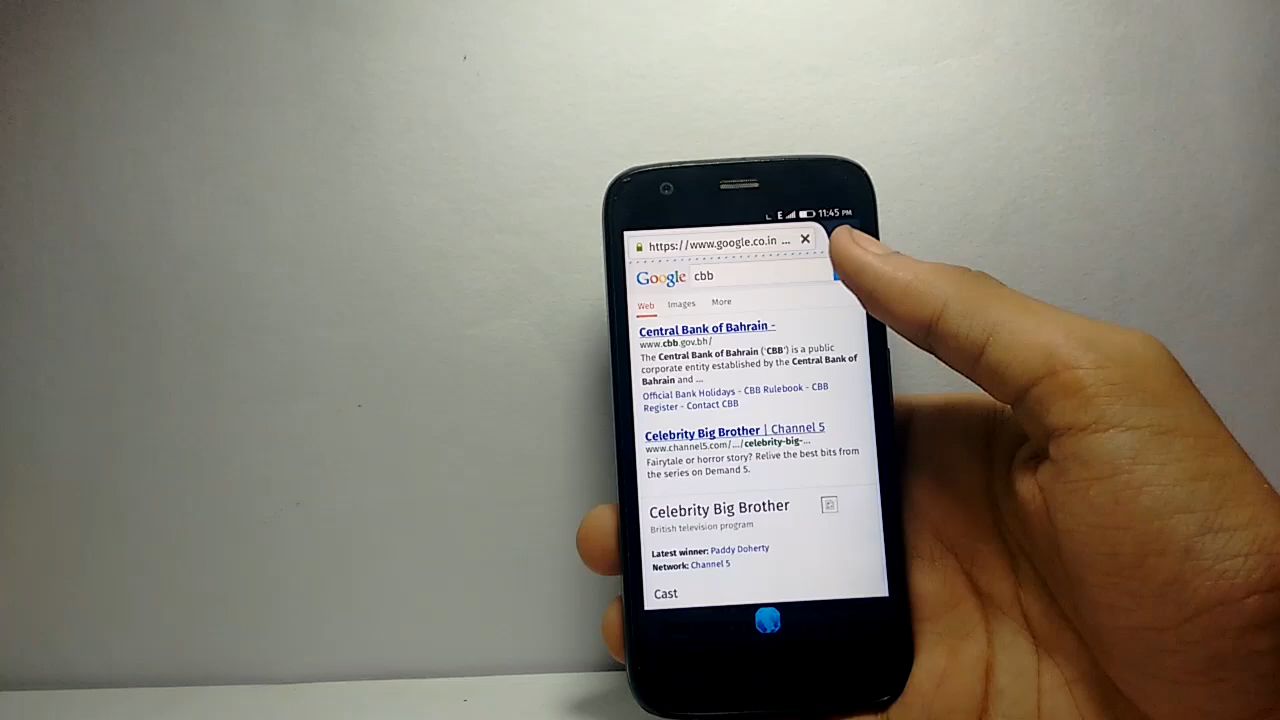 E 11:45 PM
https://www.google.co.in ...
Google cbb
Web Images More
Central Bank of Bahrain -
www.cbb.gov.bh/
The Central Bank of Bahrain ('CBB') is a public
corporate entity established by the Central Bank of
Bahrain and ...
Official Bank Holidays - CBB Rulebook - CBB
Register - Contact CBB
Celebrity Big Brother | Channel 5
www.channel5.com/.../celebrity-big-...
Fairytale or horror story? Relive the best bits from
the series on Demand 5.
Celebrity Big Brother
British television program
Latest winner: Paddy Doherty
Network: Channel 5
Cast